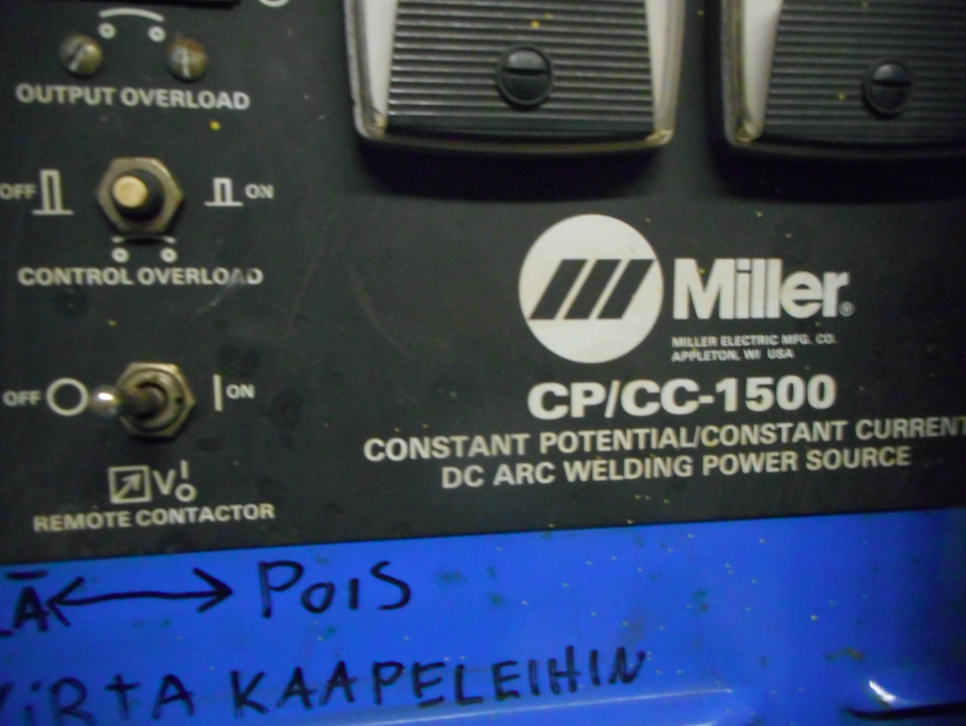 OUTPUT OVERLOAD
OFF ON
CONTROL OVERLOAD
OFF ON
REMOTE CONTACTOR
Miller®
MILLER ELECTRIC MFG. CO.
APPLETON, WI USA
CP/CC-1500
CONSTANT POTENTIAL/CONSTANT CURRENT
DC ARC WELDING POWER SOURCE
POIS
VIRTA KAAPELEIHIN